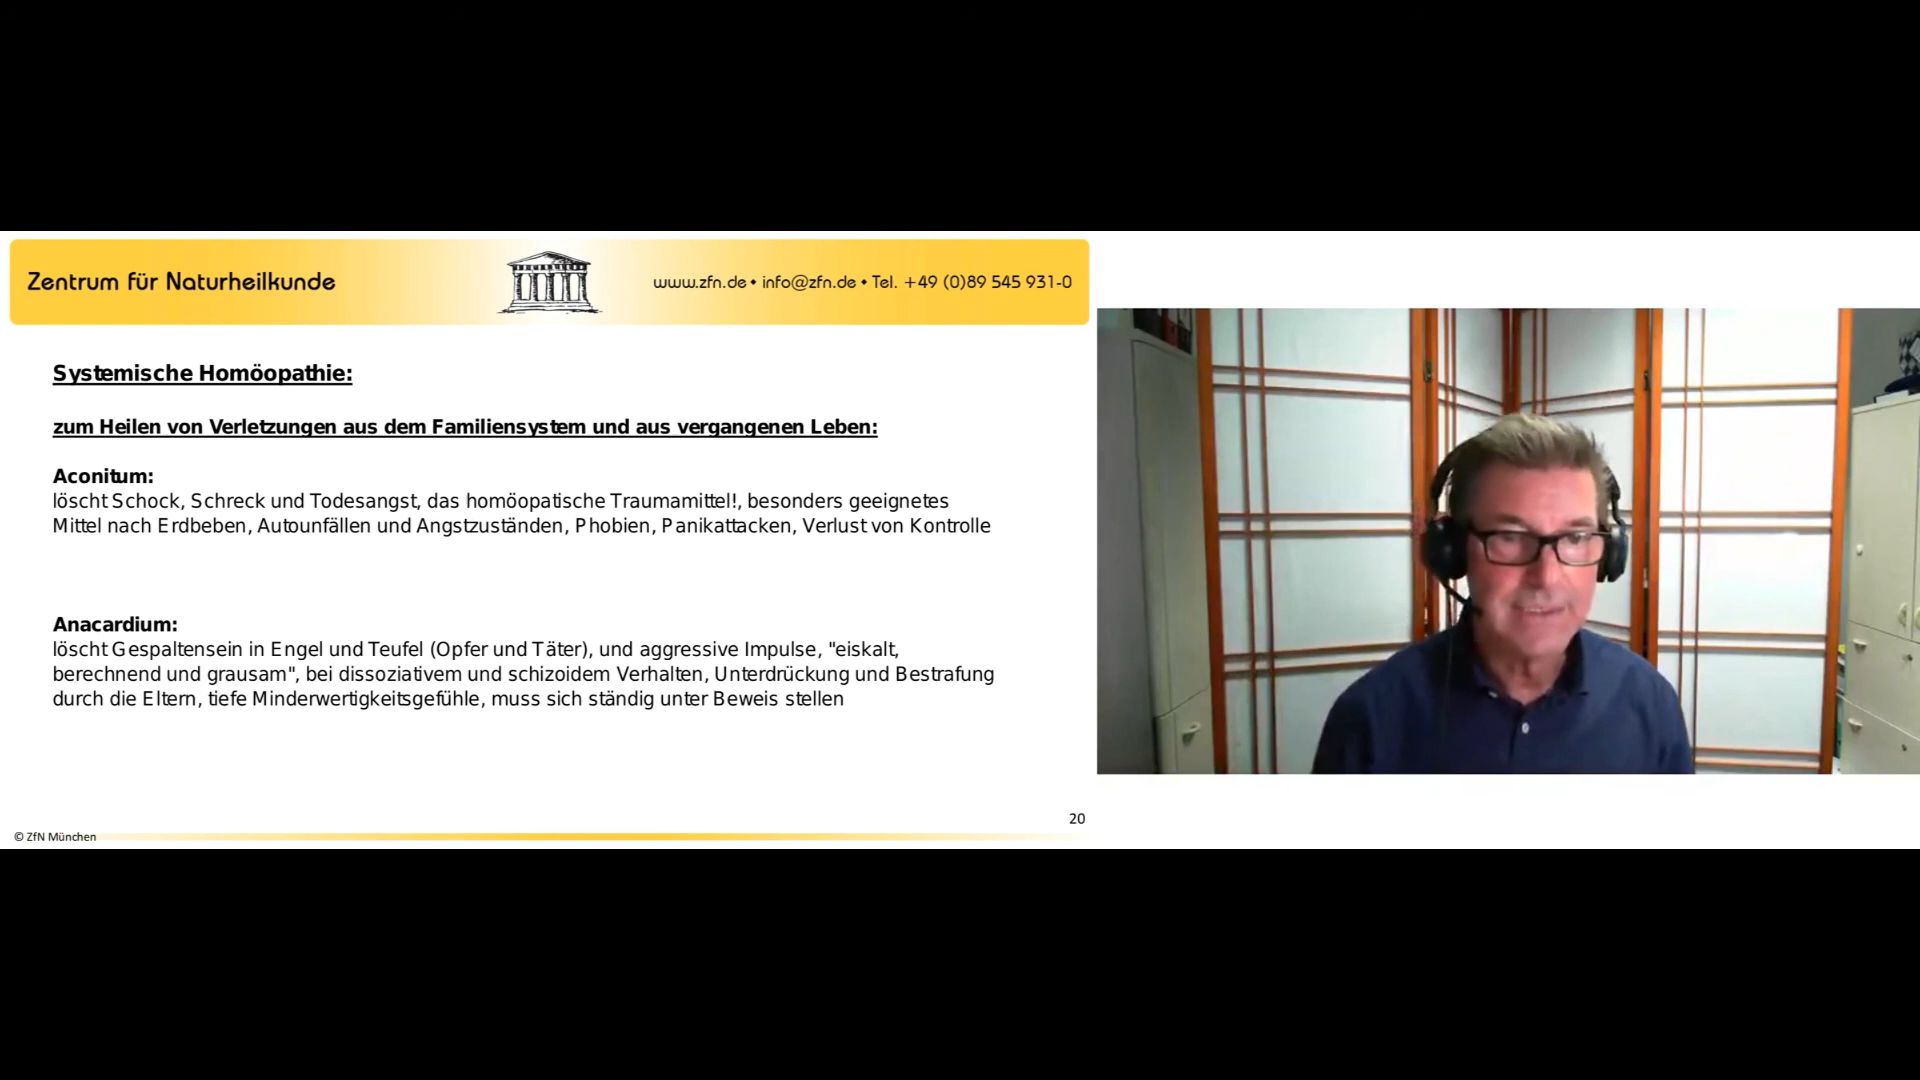 Zentrum für Naturheilkunde
www.zfn.de • info@zfn.de • Tel. +49 (0)89 545 931-0
Systemische Homöopathie:
zum Heilen von Verletzungen aus dem Familiensystem und aus vergangenen Leben:
Aconitum:
löscht Schock, Schreck und Todesangst, das homöopatische Traumamittel!, besonders geeignetes
Mittel nach Erdbeben, Autounfällen und Angstzuständen, Phobien, Panikattacken, Verlust von Kontrolle
Anacardium:
löscht Gespaltensein in Engel und Teufel (Opfer und Täter), und aggressive Impulse, "eiskalt,
berechnend und grausam", bei dissoziativem und schizoidem Verhalten, Unterdrückung und Bestrafung
durch die Eltern, tiefe Minderwertigkeitsgefühle, muss sich ständig unter Beweis stellen
20
© ZfN München